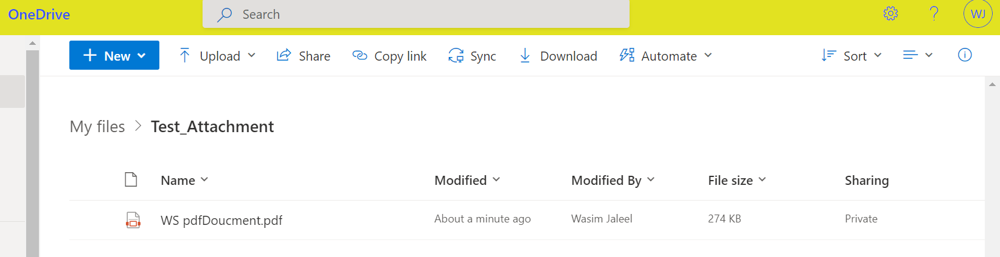 OneDrive Search ? WJ
+ New Upload Share Copy link Sync Download Automate Sort
My files > Test_Attachment
Name Modified Modified By File size Sharing
WS pdfDoucment.pdf About a minute ago Wasim Jaleel 274 KB Private